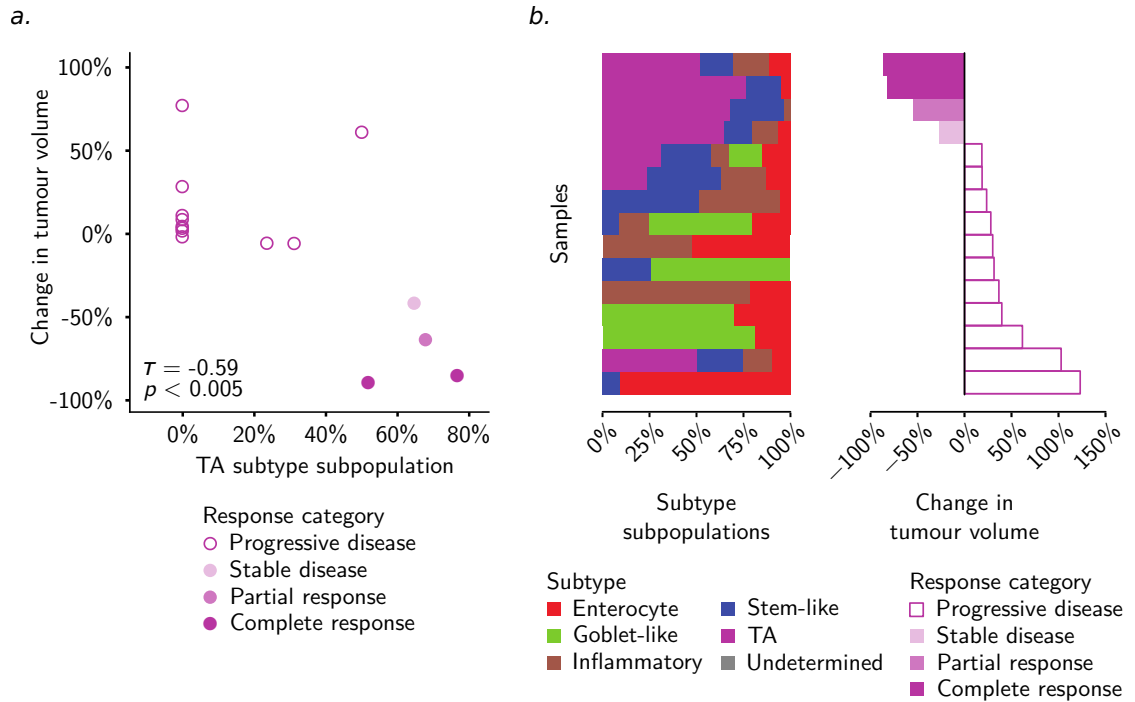 a.
100%
50%
0%
-50%
-100%
Change in tumour volume
τ = -0.59
p < 0.005
0% 20% 40% 60% 80%
TA subtype subpopulation
Response category
Progressive disease
Stable disease
Partial response
Complete response
b.
Samples
0% 25% 50% 75% 100%
Subtype
subpopulations
−100% −50% 0% 50% 100% 150%
Change in
tumour volume
Subtype
Enterocyte
Goblet-like
Inflammatory
Stem-like
TA
Undetermined
Response category
Progressive disease
Stable disease
Partial response
Complete response